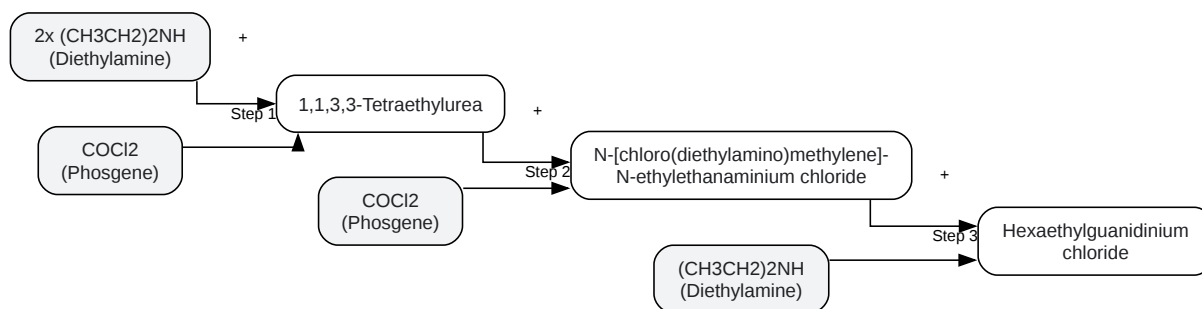 2x (CH3CH2)2NH
(Diethylamine)
+
Step 1
1,1,3,3-Tetraethylurea
COCl2
(Phosgene)
+
Step 2
N-[chloro(diethylamino)methylene]-
N-ethylethanaminium chloride
COCl2
(Phosgene)
+
Step 3
Hexaethylguanidinium
chloride
(CH3CH2)2NH
(Diethylamine)